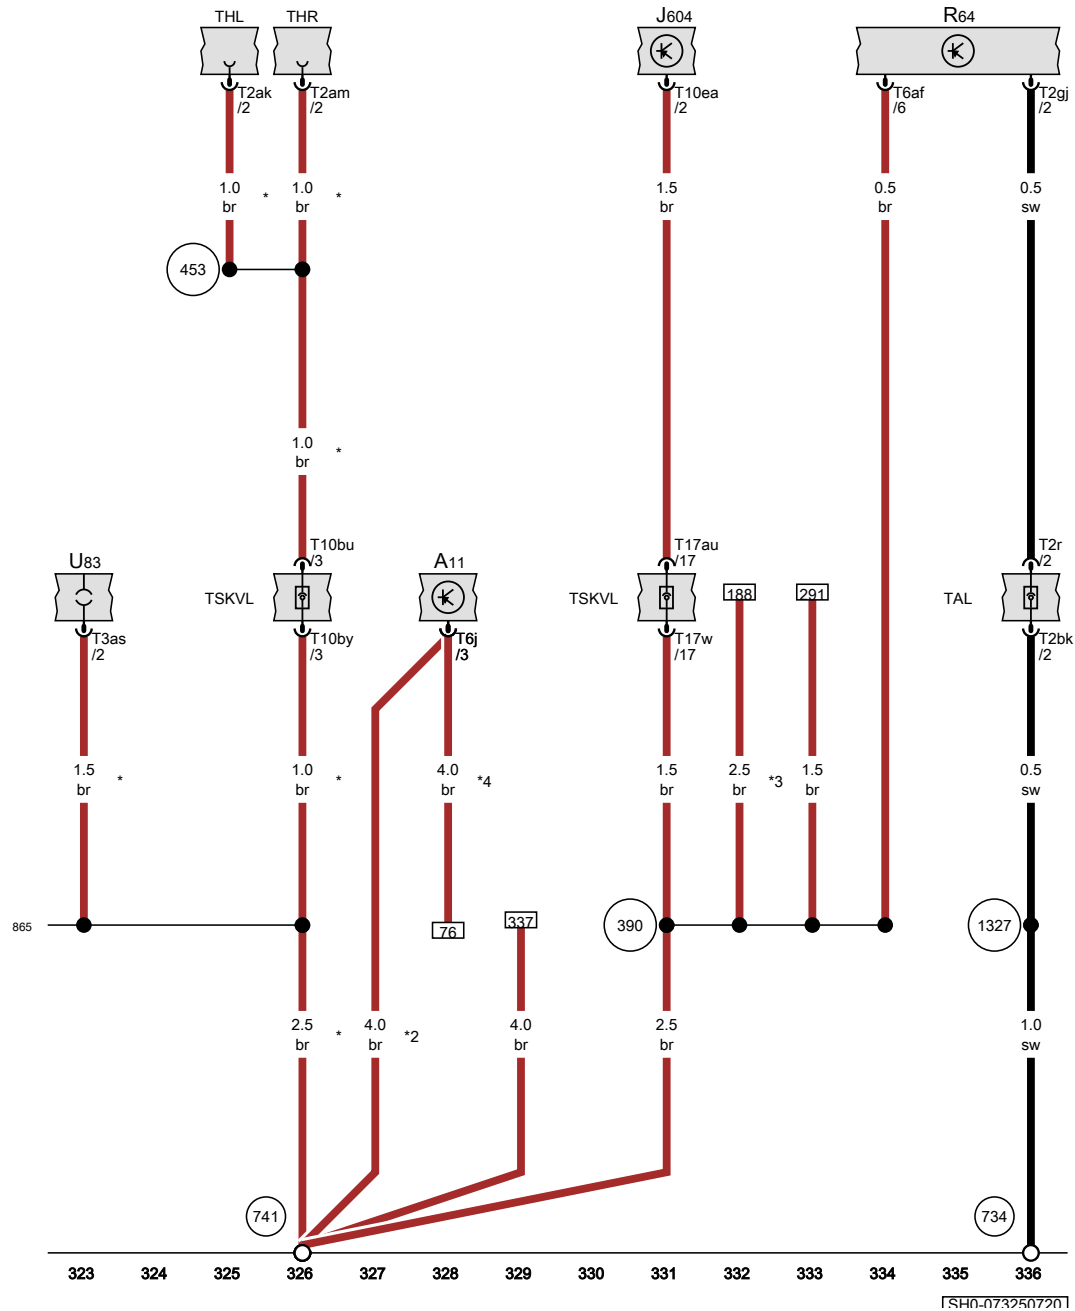 THL THR J604 R64
T2ak /2
T2am /2
T10ea /2
T6af /6
T2gj /2
1.0 br *
1.0 br *
1.5 br
0.5 br
0.5 sw
453
1.0 br *
T10bu /3
T17au /17
T2r /2
U83
TSKVL
A11
TSKVL
188
291
TAL
T3as /2
T10by /3
T6j /3
T17w /17
T2bk /2
1.5 br *
1.0 br *
4.0 br *4
1.5 br
2.5 br *3
1.5 br
0.5 sw
865
76
337
390
1327
2.5 br *
4.0 br *2
4.0 br
2.5 br
1.0 sw
741
734
323 324 325 326 327 328 329 330 331 332 333 334 335 336
SH0-073250720